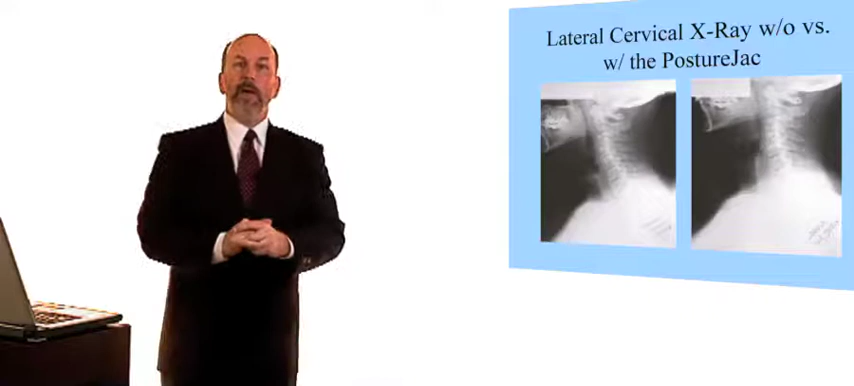 Lateral Cervical X-Ray w/o vs.
w/ the PostureJac